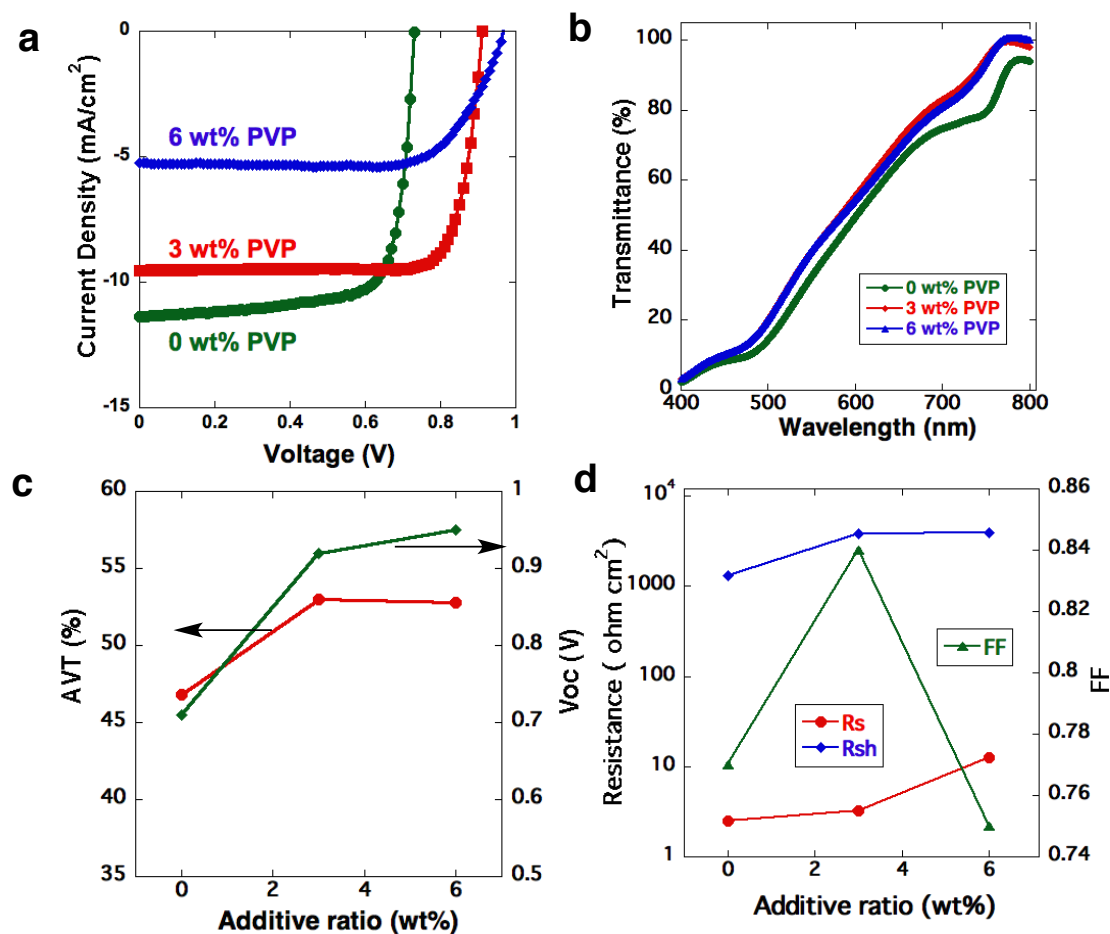 a
0
-5
-10
-15
Current Density (mA/cm²)
6 wt% PVP
3 wt% PVP
0 wt% PVP
0 0.2 0.4 0.6 0.8 1
Voltage (V)
b
100
80
60
40
20
0
Transmittance (%)
0 wt% PVP
3 wt% PVP
6 wt% PVP
400 500 600 700 800
Wavelength (nm)
c
60
55
50
45
40
35
AVT (%)
1
0.9
0.8
0.7
0.6
0.5
Voc (V)
0 2 4 6
Additive ratio (wt%)
d
10⁴
1000
100
10
1
Resistance ( ohm cm²)
FF
Rs
Rsh
0.86
0.84
0.82
0.8
0.78
0.76
0.74
FF
0 2 4 6
Additive ratio (wt%)